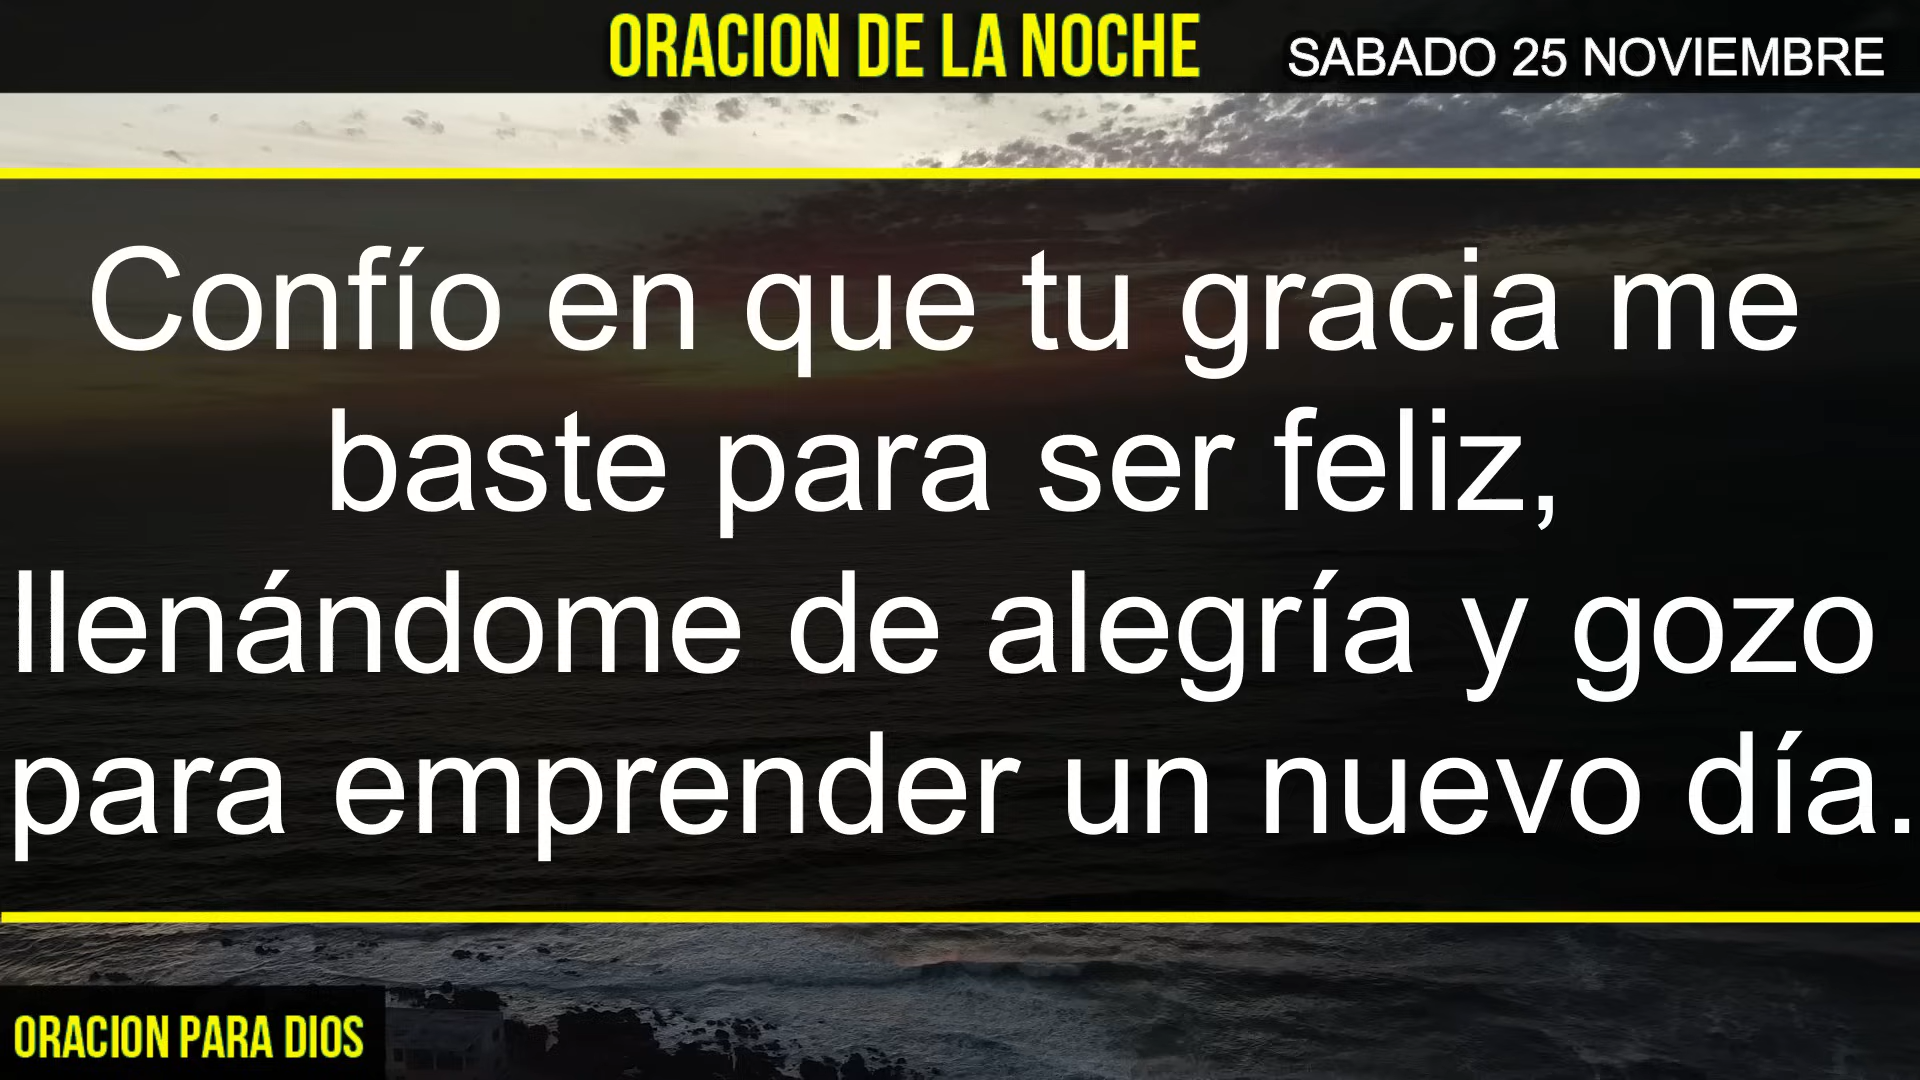 ORACION DE LA NOCHE
SABADO 25 NOVIEMBRE
Confío en que tu gracia me
baste para ser feliz,
llenándome de alegría y gozo
para emprender un nuevo día.
ORACION PARA DIOS